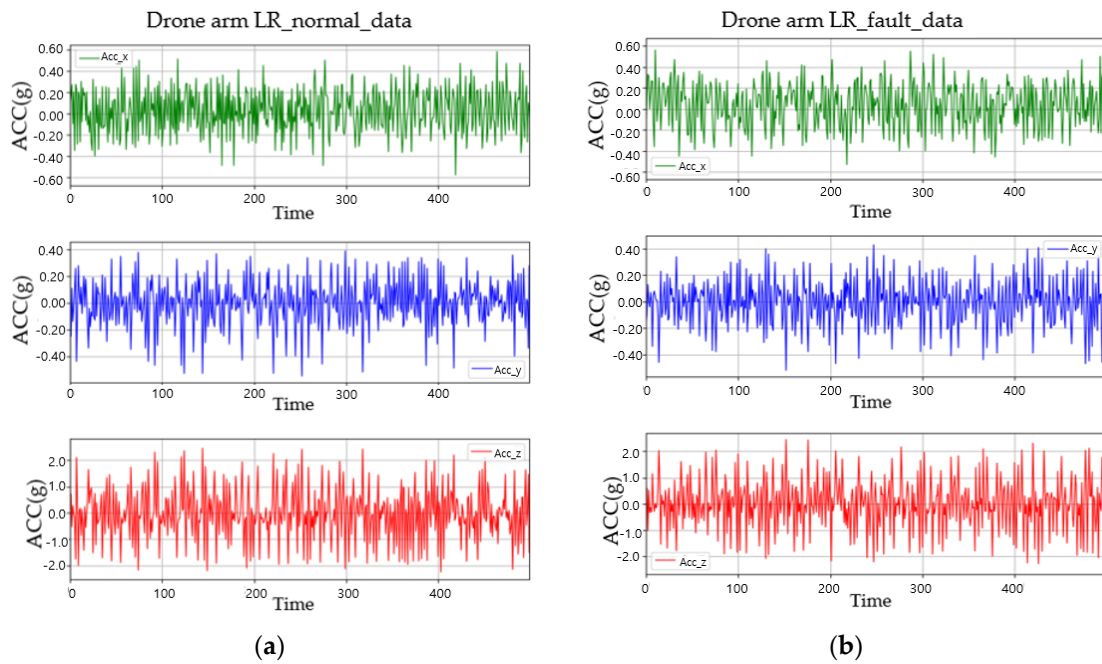 Drone arm LR_normal_data
ACC(g)
0.60
0.40
0.20
0.00
-0.20
-0.40
-0.60
Acc_x
0 100 200 300 400
Time
ACC(g)
0.40
0.20
0.00
-0.20
-0.40
Acc_y
0 100 200 300 400
Time
ACC(g)
2.0
1.0
0.0
-1.0
-2.0
Acc_z
0 100 200 300 400
Time
(a)
Drone arm LR_fault_data
ACC(g)
0.60
0.40
0.20
0.00
-0.20
-0.40
-0.60
Acc_x
0 100 200 300 400
Time
ACC(g)
0.40
0.20
0.00
-0.20
-0.40
Acc_y
0 100 200 300 400
Time
ACC(g)
2.0
1.0
0.0
-1.0
-2.0
Acc_z
0 100 200 300 400
Time
(b)